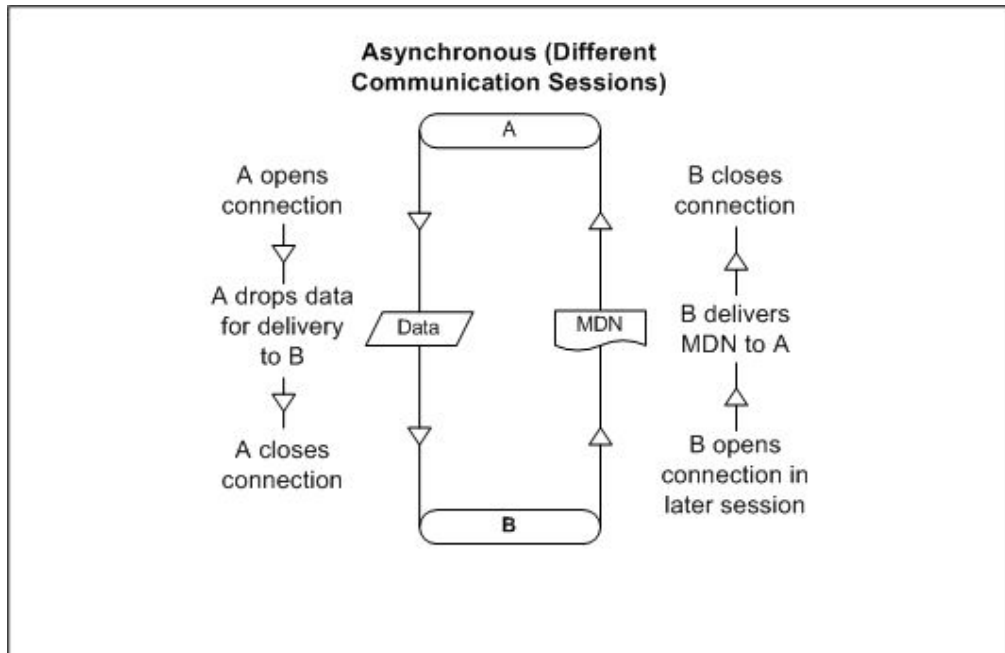 Asynchronous (Different
Communication Sessions)
A
A opens
connection
A drops data
for delivery
to B
A closes
connection
Data
MDN
B closes
connection
B delivers
MDN to A
B opens
connection in
later session
B